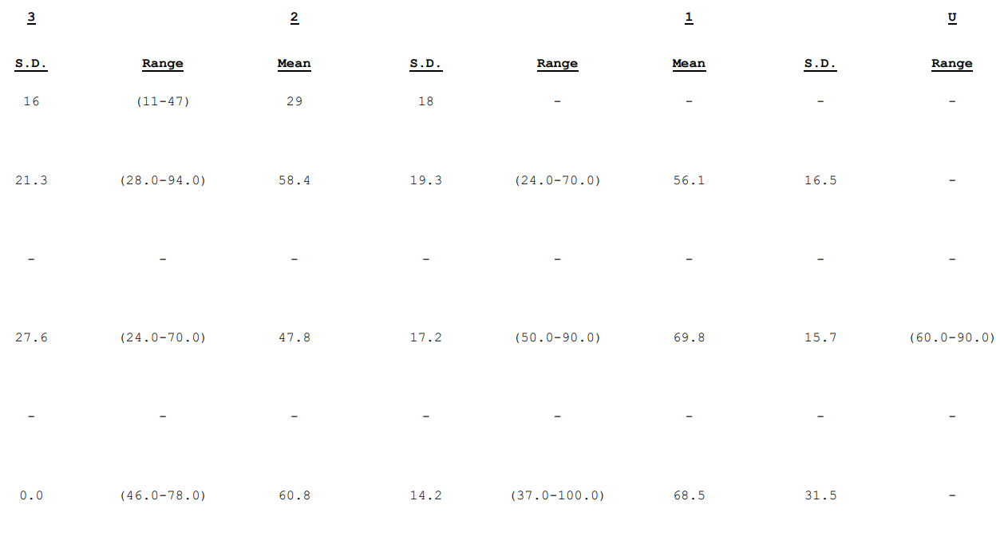 3 2 1 U
S.D. Range Mean S.D. Range Mean S.D. Range
16 (11-47) 29 18 - - - -
21.3 (28.0-94.0) 58.4 19.3 (24.0-70.0) 56.1 16.5 -
- - - - - - - -
27.6 (24.0-70.0) 47.8 17.2 (50.0-90.0) 69.8 15.7 (60.0-90.0)
- - - - - - - -
0.0 (46.0-78.0) 60.8 14.2 (37.0-100.0) 68.5 31.5 -